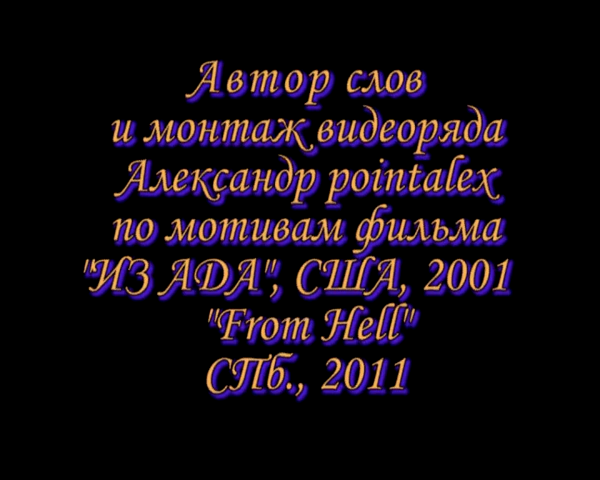 Автор слов
и монтаж видеоряда
Александр pointalex
по мотивам фильма
"ИЗ АДА", США, 2001
"From Hell"
СПб., 2011